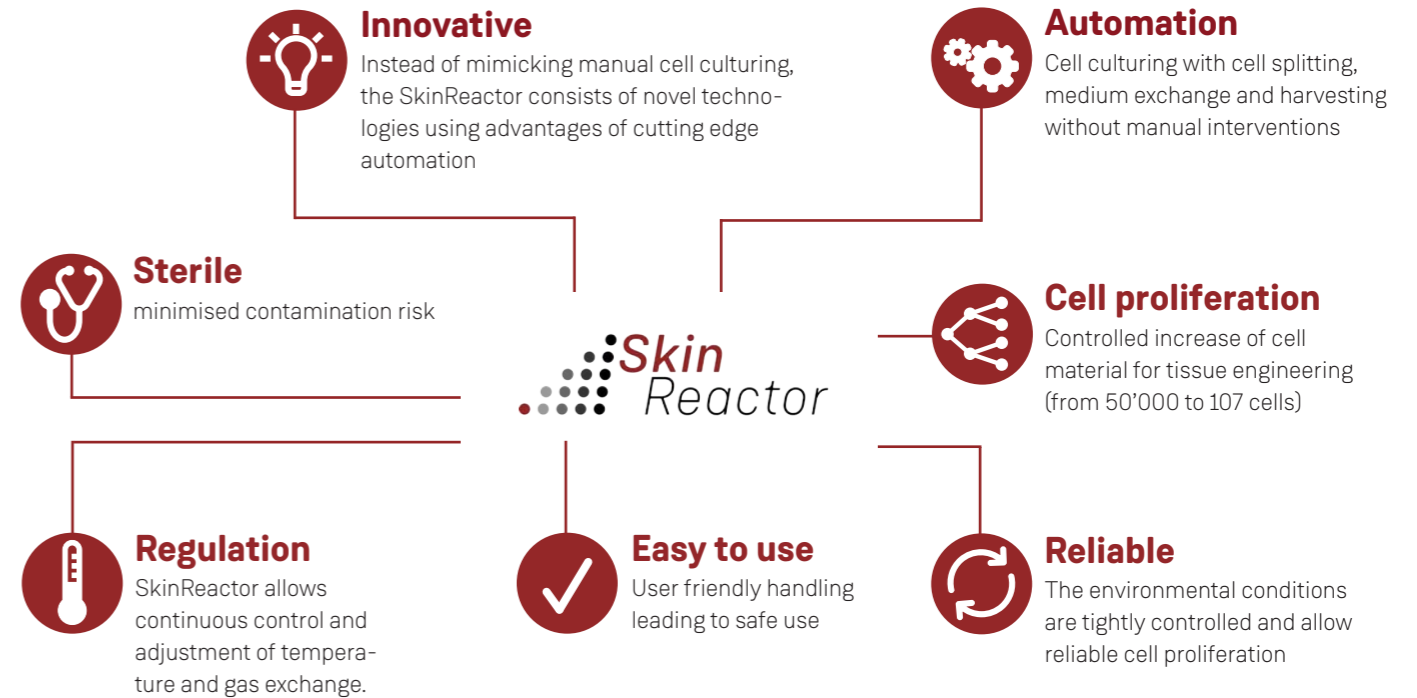 Innovative
Instead of mimicking manual cell culturing,
the SkinReactor consists of novel techno-
logies using advantages of cutting edge
automation
Automation
Cell culturing with cell splitting,
medium exchange and harvesting
without manual interventions
Sterile
minimised contamination risk
Skin
Reactor
Cell proliferation
Controlled increase of cell
material for tissue engineering
(from 50’000 to 107 cells)
Regulation
SkinReactor allows
continuous control and
adjustment of tempera-
ture and gas exchange.
Easy to use
User friendly handling
leading to safe use
Reliable
The environmental conditions
are tightly controlled and allow
reliable cell proliferation